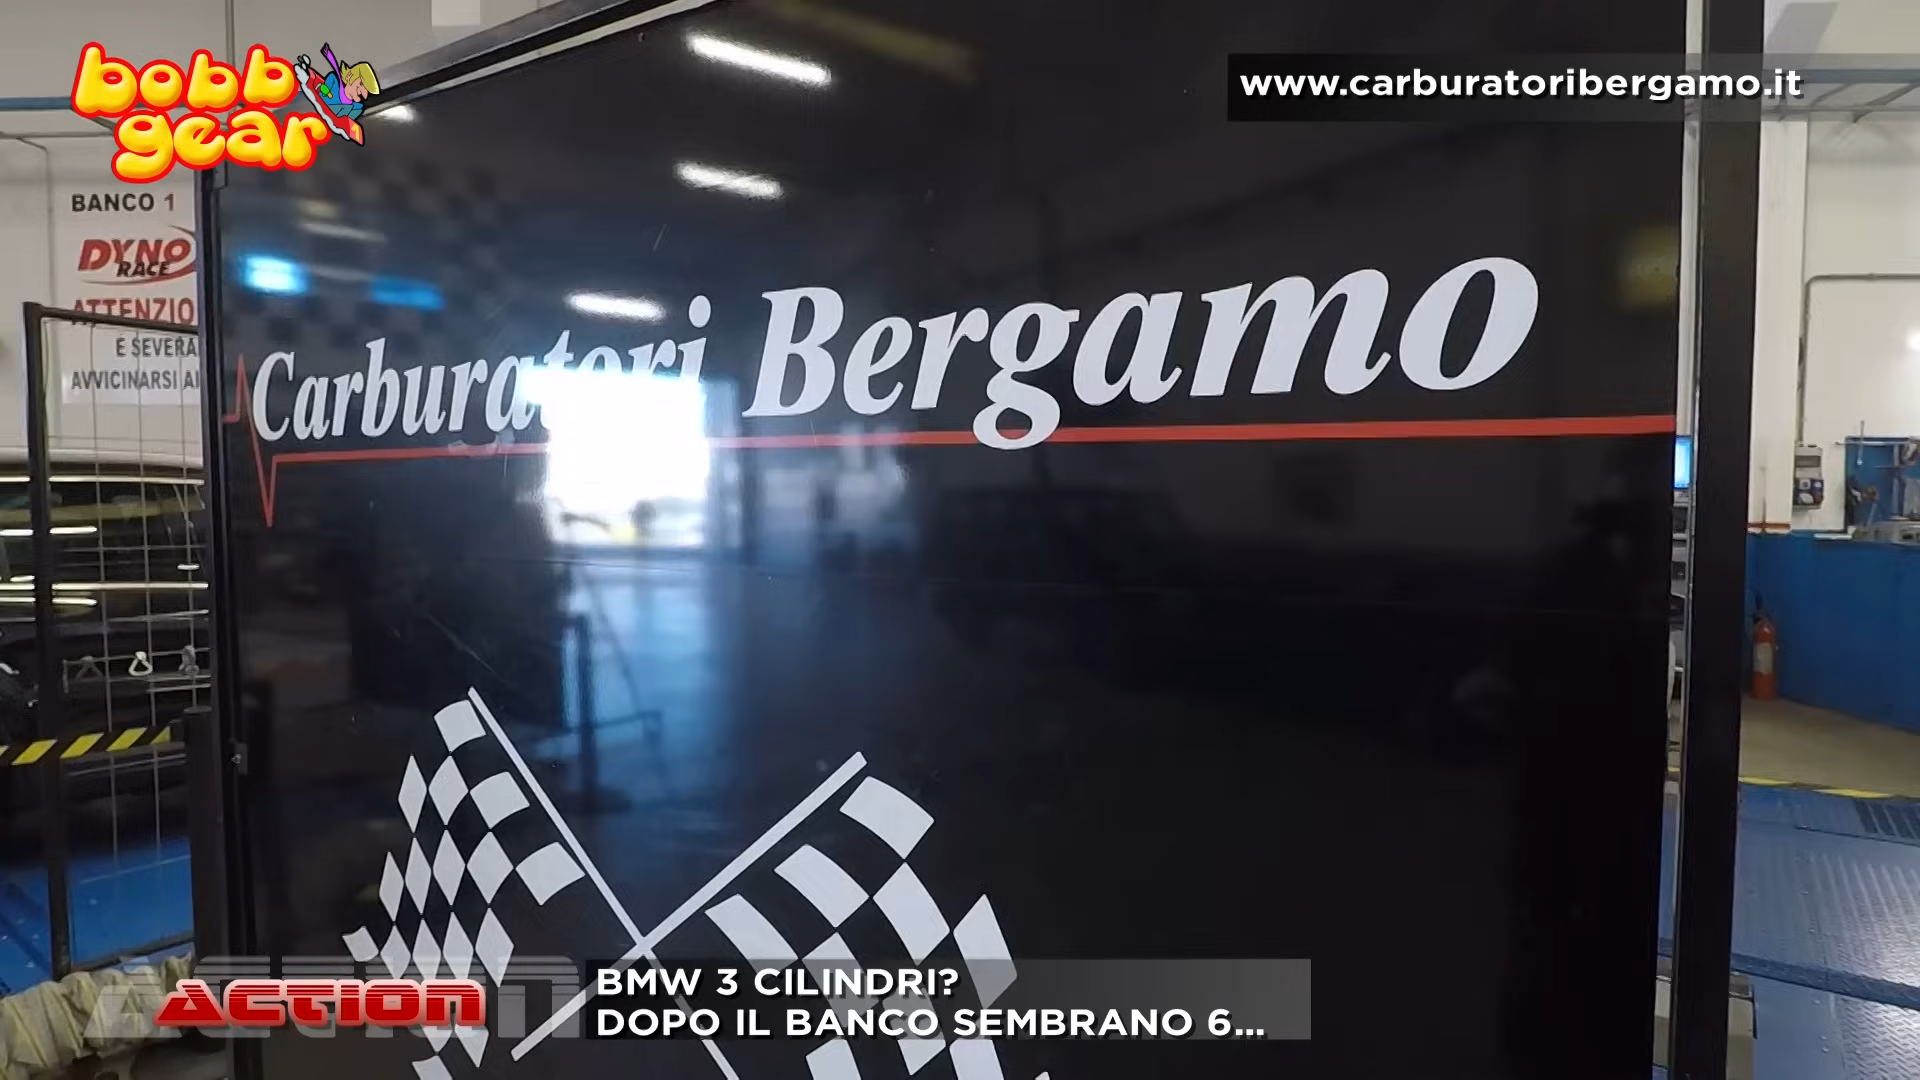 bobb
gear
www.carburatoribergamo.it
BANCO 1
DYNO
RACE
ATTENZIO
E SEVERA
AVVICINARSI AI
Carburatori Bergamo
ACTION
BMW 3 CILINDRI?
DOPO IL BANCO SEMBRANO 6...